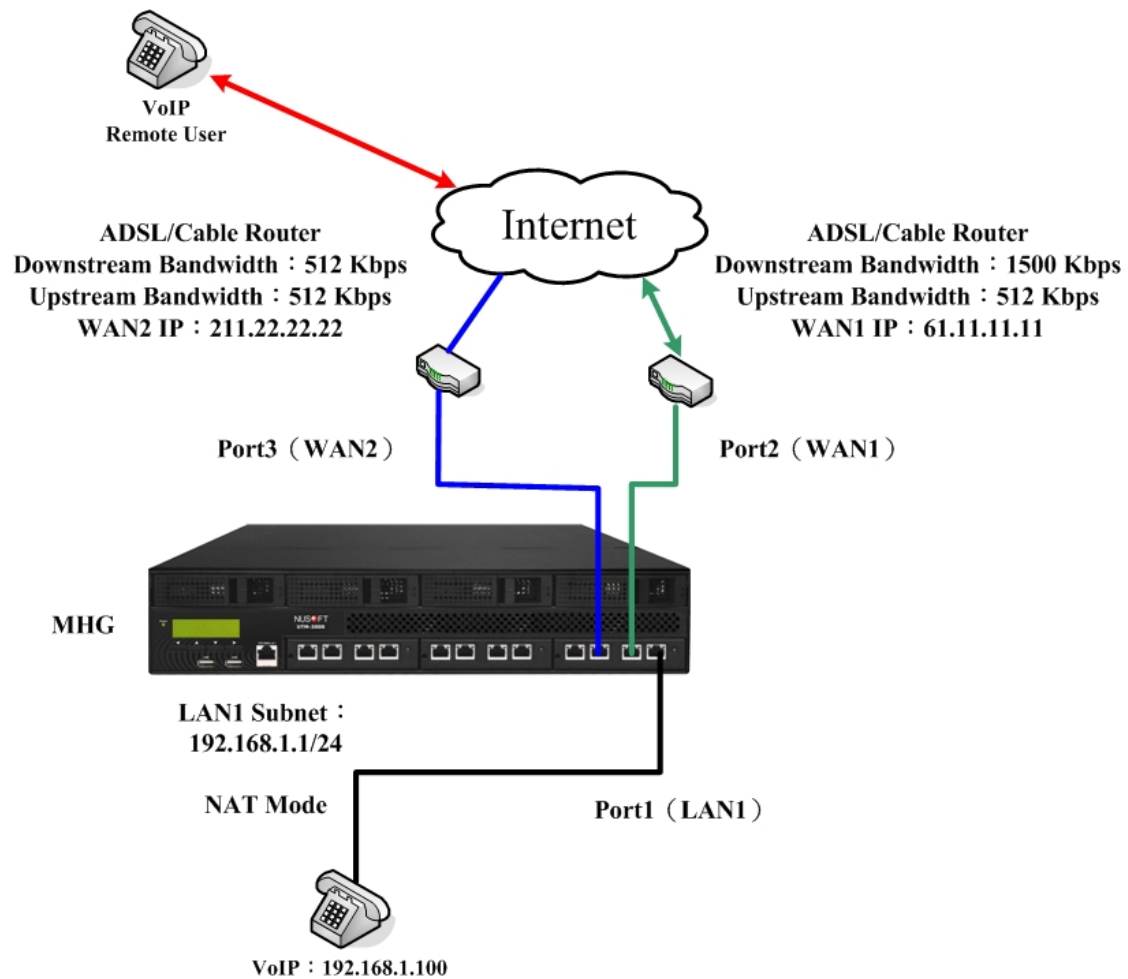 VoIP
Remote User
Internet
ADSL/Cable Router
Downstream Bandwidth：512 Kbps
Upstream Bandwidth：512 Kbps
WAN2 IP：211.22.22.22
ADSL/Cable Router
Downstream Bandwidth：1500 Kbps
Upstream Bandwidth：512 Kbps
WAN1 IP：61.11.11.11
Port3（WAN2）
Port2（WAN1）
MHG
NUSOFT
UTM-3000
LAN1 Subnet：
192.168.1.1/24
NAT Mode
Port1（LAN1）
VoIP：192.168.1.100